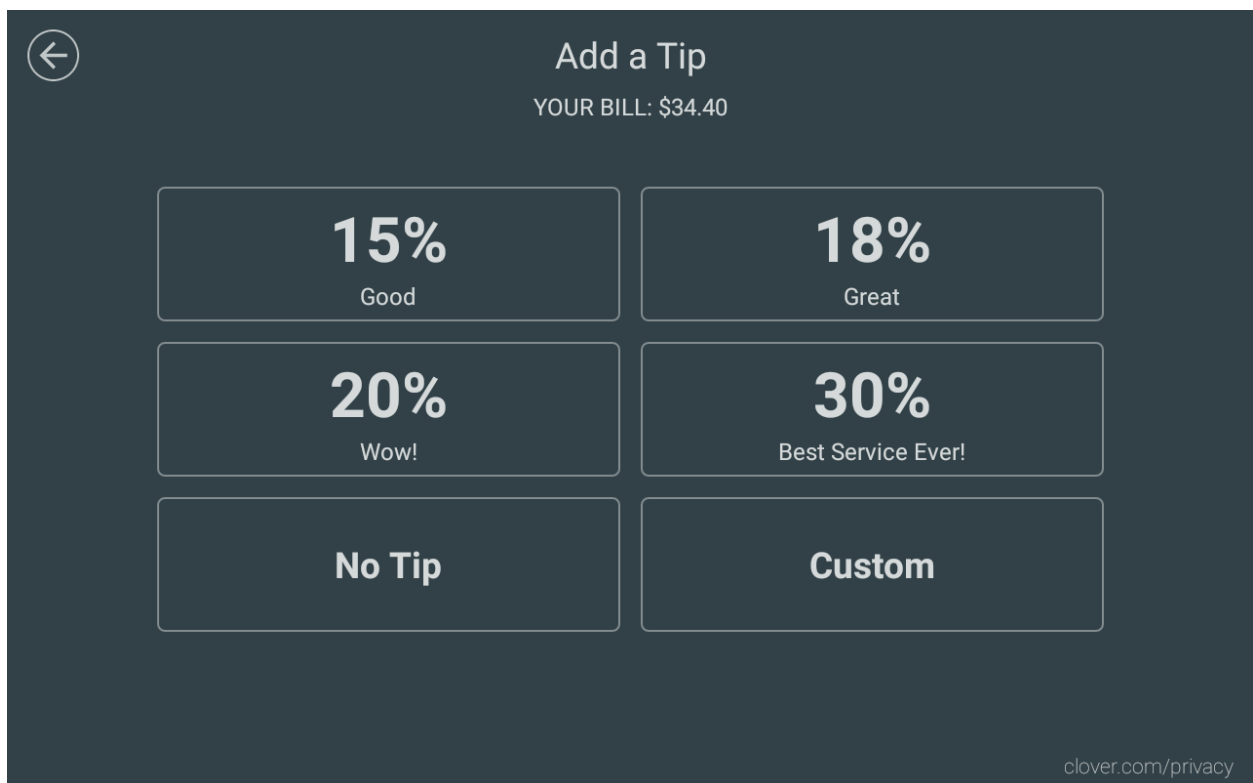 Add a Tip
YOUR BILL: $34.40
15%
Good
18%
Great
20%
Wow!
30%
Best Service Ever!
No Tip
Custom
clover.com/privacy